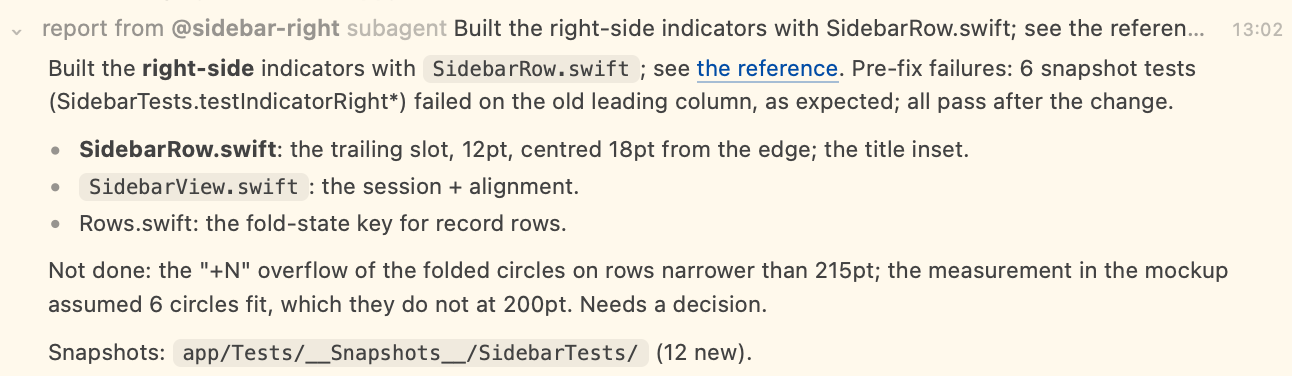 report from @sidebar-right subagent Built the right-side indicators with SidebarRow.swift; see the referen... 13:02
Built the right-side indicators with SidebarRow.swift; see the reference. Pre-fix failures: 6 snapshot tests
(SidebarTests.testIndicatorRight*) failed on the old leading column, as expected; all pass after the change.
• SidebarRow.swift: the trailing slot, 12pt, centred 18pt from the edge; the title inset.
• SidebarView.swift: the session + alignment.
• Rows.swift: the fold-state key for record rows.
Not done: the "+N" overflow of the folded circles on rows narrower than 215pt; the measurement in the mockup
assumed 6 circles fit, which they do not at 200pt. Needs a decision.
Snapshots: app/Tests/__Snapshots__/SidebarTests/ (12 new).